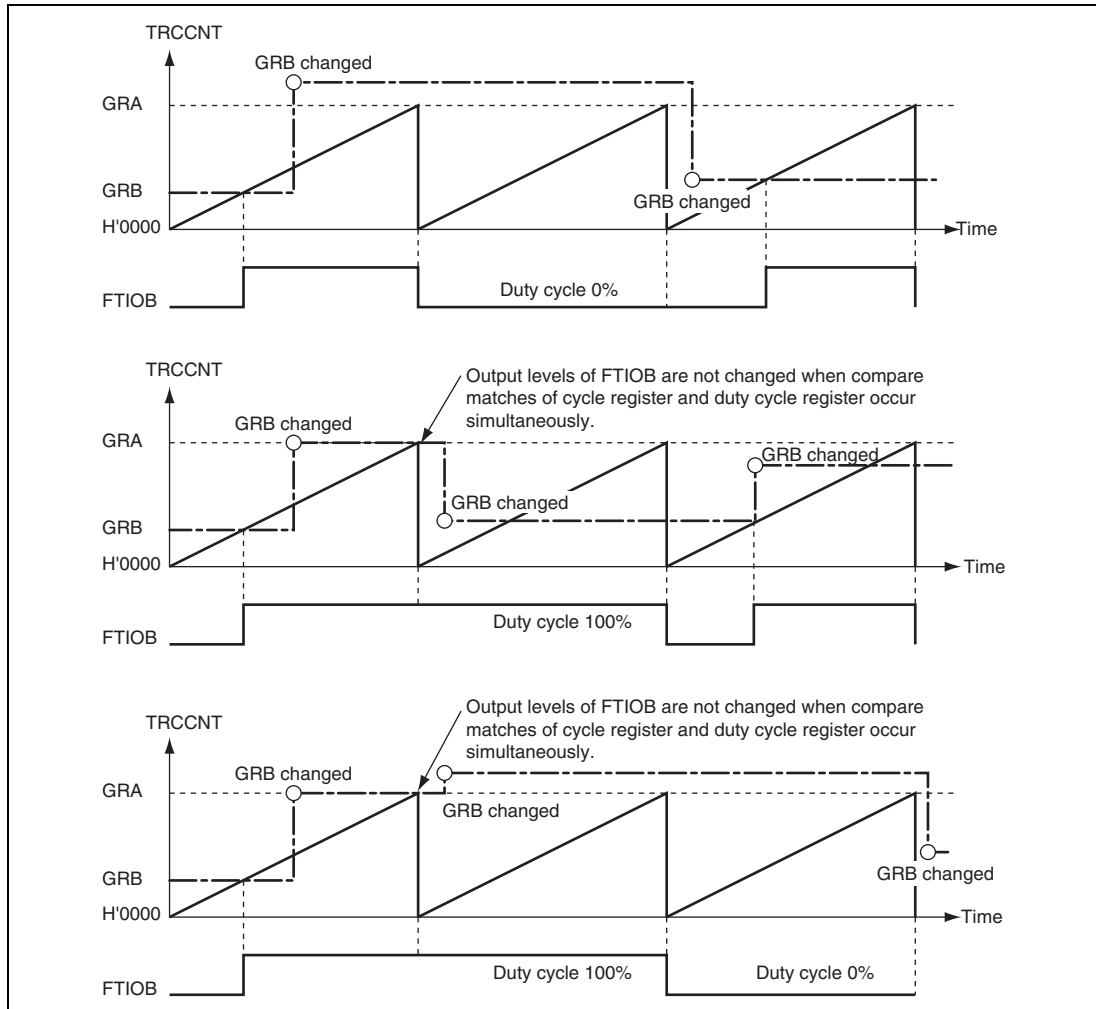 TRCCNT
GRB changed
GRA
GRB
GRB changed
H'0000
Time
Duty cycle 0%
FTIOB
TRCCNT
Output levels of FTIOB are not changed when compare
matches of cycle register and duty cycle register occur
simultaneously.
GRB changed
GRA
GRB changed
GRB changed
GRB
H'0000
Time
Duty cycle 100%
FTIOB
Output levels of FTIOB are not changed when compare
matches of cycle register and duty cycle register occur
simultaneously.
TRCCNT
GRB changed
GRA
GRB changed
GRB
GRB changed
H'0000
Time
Duty cycle 100%
Duty cycle 0%
FTIOB